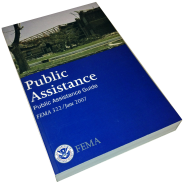 Public
Assistance
Public Assistance Guide
FEMA 322/June 2007
FEMA